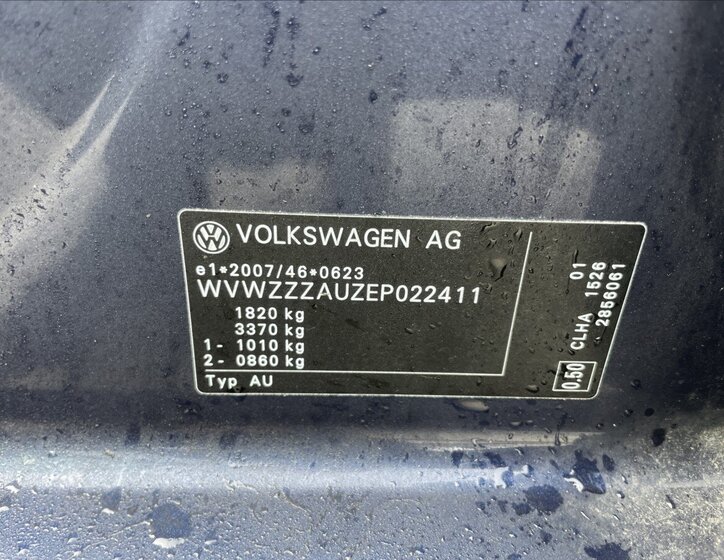 VOLKSWAGEN AG
e1*2007/46*0623
WVWZZZAUZEP022411
1820 kg
3370 kg
1- 1010 kg
2- 0860 kg
Typ AU
01
CLHA 1526
2856061
0.50